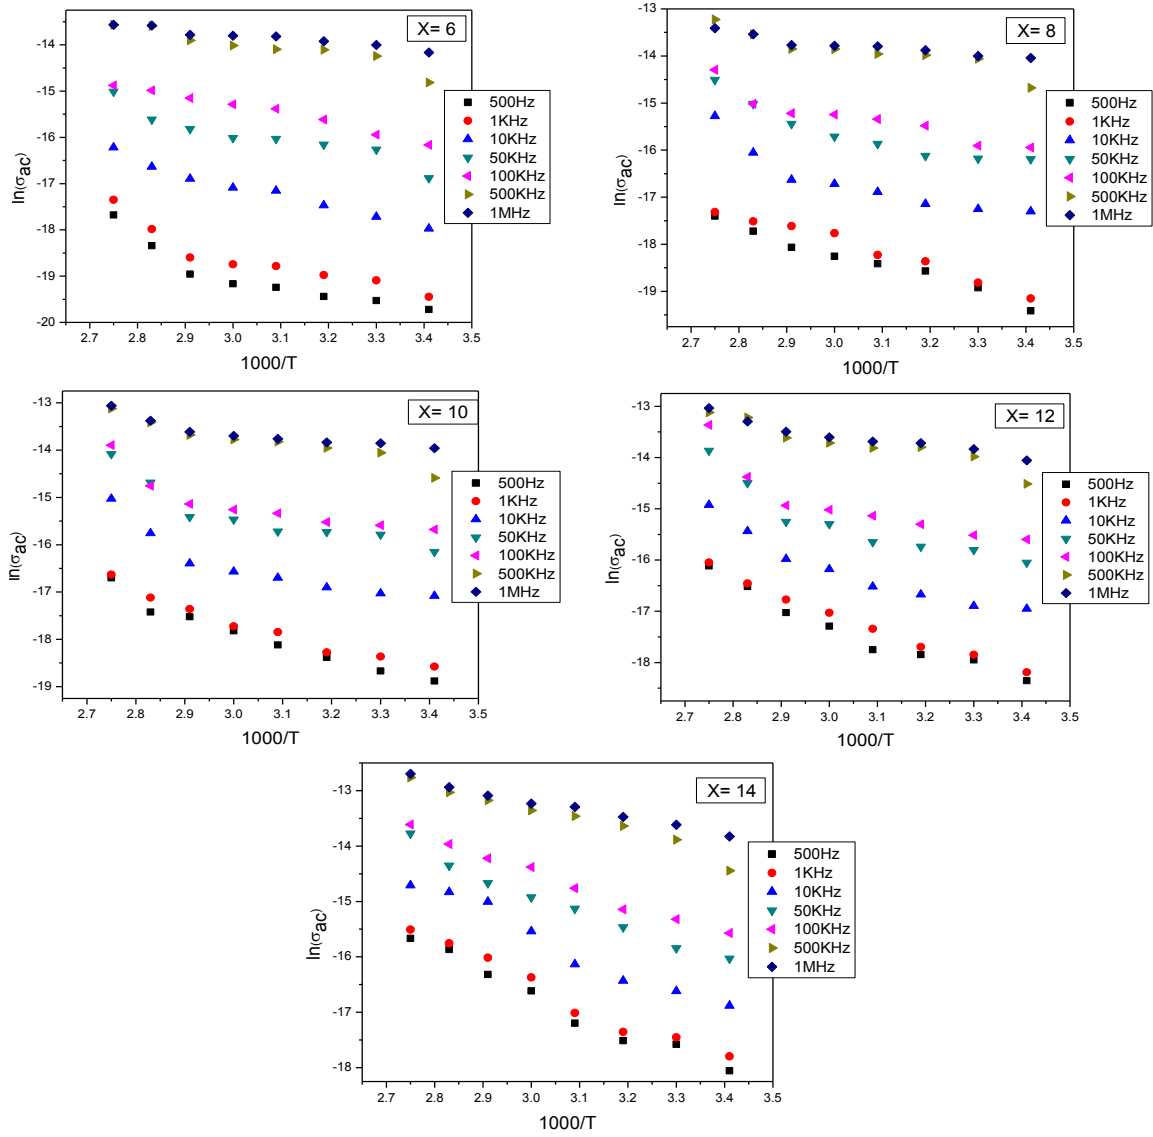 X= 6
-14
-15
-16
-17
-18
-19
-20
ln(σac)
500Hz
1KHz
10KHz
50KHz
100KHz
500KHz
1MHz
2.7 2.8 2.9 3.0 3.1 3.2 3.3 3.4 3.5
1000/T
X= 8
-13
-14
-15
-16
-17
-18
-19
ln(σac)
500Hz
1KHz
10KHz
50KHz
100KHz
500KHz
1MHz
2.7 2.8 2.9 3.0 3.1 3.2 3.3 3.4 3.5
1000/T
X= 10
-13
-14
-15
-16
-17
-18
-19
ln(σac)
500Hz
1KHz
10KHz
50KHz
100KHz
500KHz
1MHz
2.7 2.8 2.9 3.0 3.1 3.2 3.3 3.4 3.5
1000/T
X= 12
-13
-14
-15
-16
-17
-18
ln(σac)
500Hz
1KHz
10KHz
50KHz
100KHz
500KHz
1MHz
2.7 2.8 2.9 3.0 3.1 3.2 3.3 3.4 3.5
1000/T
X= 14
-13
-14
-15
-16
-17
-18
ln(σac)
500Hz
1KHz
10KHz
50KHz
100KHz
500KHz
1MHz
2.7 2.8 2.9 3.0 3.1 3.2 3.3 3.4 3.5
1000/T